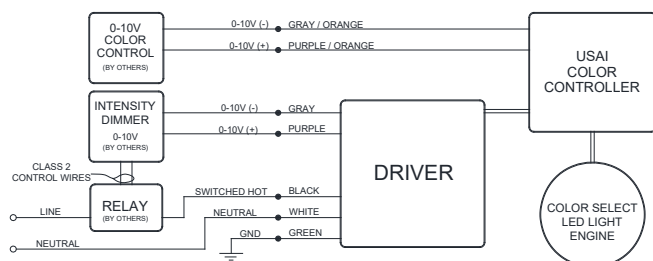 0-10V
COLOR
CONTROL
(BY OTHERS)
0-10V (-)
GRAY / ORANGE
0-10V (+)
PURPLE / ORANGE
USAI
COLOR
CONTROLLER
INTENSITY
DIMMER
0-10V
(BY OTHERS)
0-10V (-)
GRAY
0-10V (+)
PURPLE
DRIVER
CLASS 2
CONTROL WIRES
RELAY
(BY OTHERS)
LINE
SWITCHED HOT
BLACK
NEUTRAL
WHITE
GND
GREEN
NEUTRAL
COLOR SELECT
LED LIGHT
ENGINE